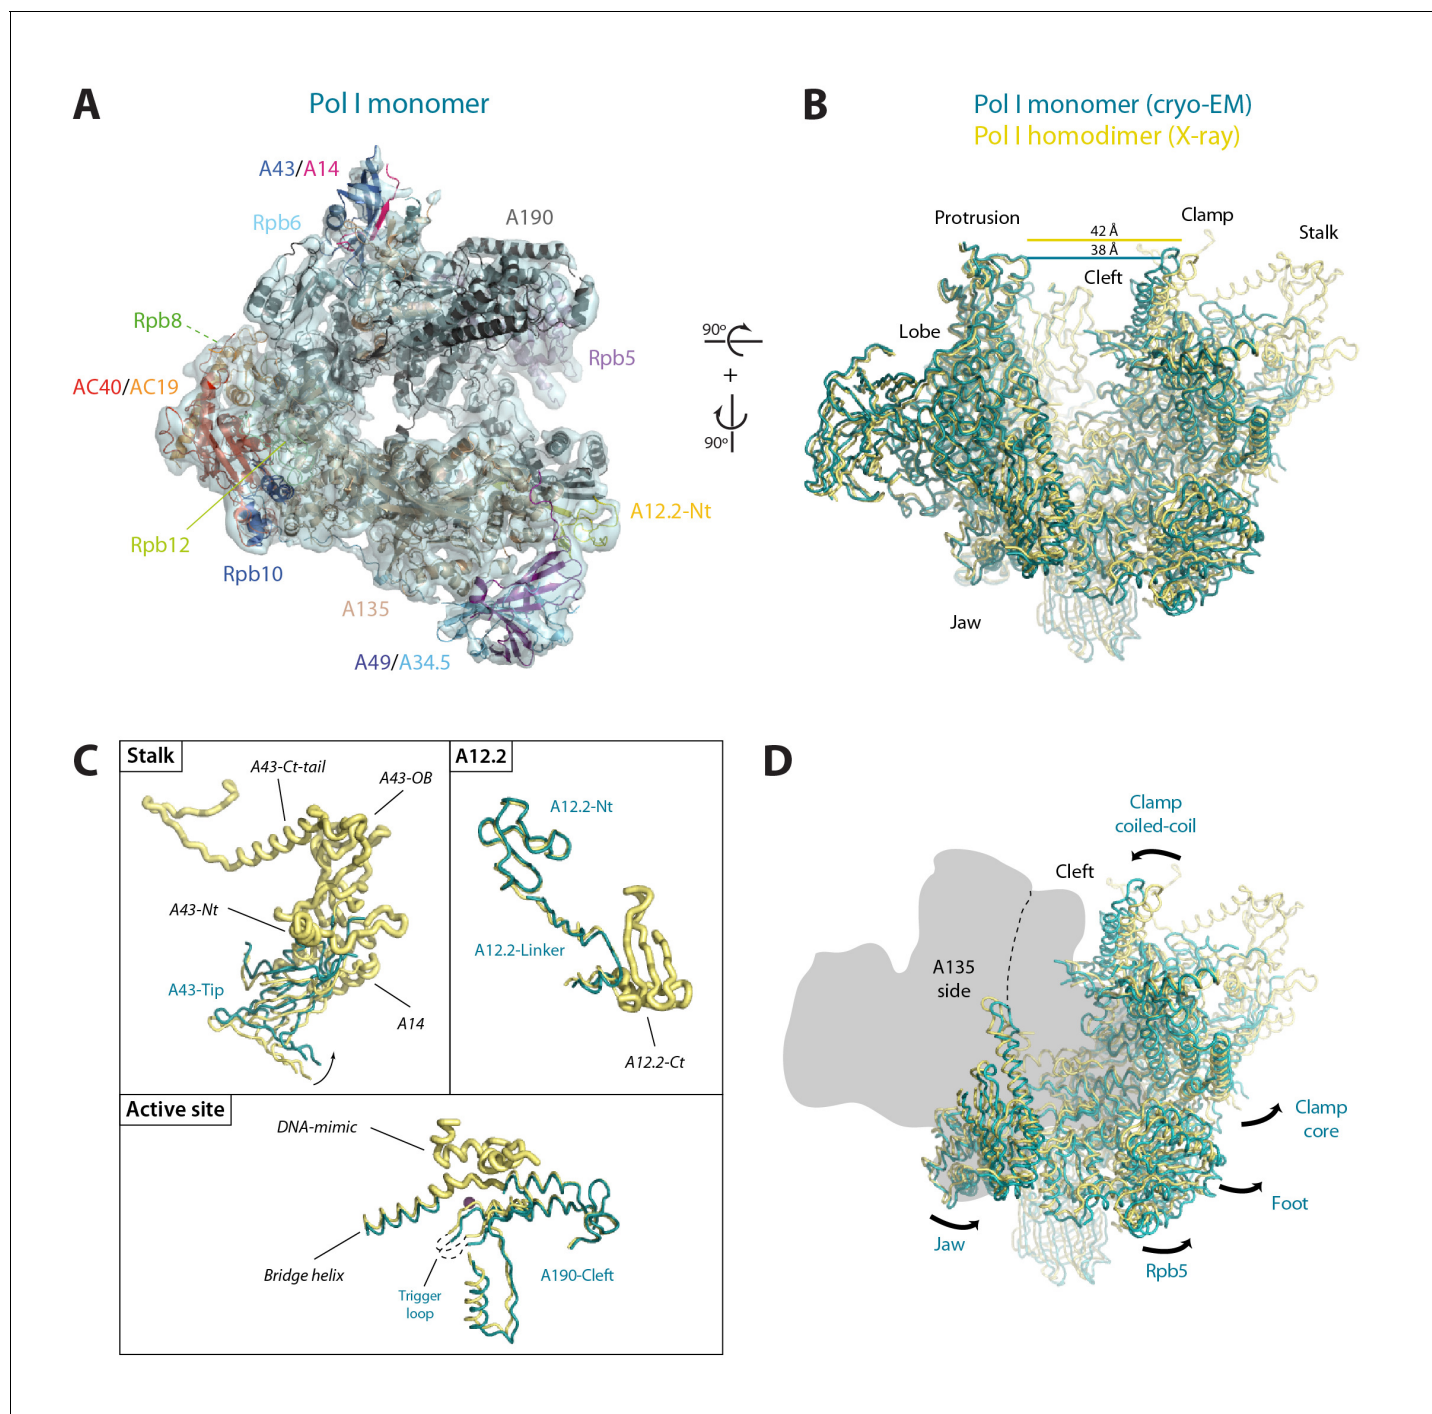 A
Pol I monomer
A43/A14
Rpb6
A190
Rpb8
Rpb5
AC40/AC19
A12.2-Nt
Rpb12
Rpb10
A135
A49/A34.5
90º
+
90º
B
Pol I monomer (cryo-EM)
Pol I homodimer (X-ray)
Protrusion
Clamp
42 Å
Stalk
38 Å
Cleft
Lobe
Jaw
C
Stalk
A43-Ct-tail
A43-OB
A43-Nt
A43-Tip
A14
A12.2
A12.2-Nt
A12.2-Linker
A12.2-Ct
Active site
DNA-mimic
Bridge helix
Trigger
loop
A190-Cleft
D
Clamp
coiled-coil
Cleft
A135
side
Clamp
core
Foot
Jaw
Rpb5